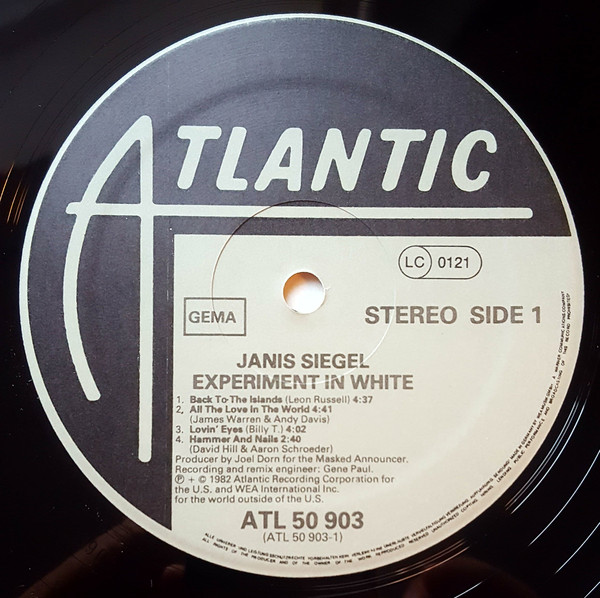 ATLANTIC
LC 0121
GEMA
STEREO SIDE 1
JANIS SIEGEL
EXPERIMENT IN WHITE
1. Back To The Islands (Leon Russell) 4:37
2, All The Love In The World 4:41
(James Warren & Andy Davis)
3. Lovin' Eyes (Billy T.) 4:02
4. Hammer And Nails 2:40
(David Hill & Aaron Schroeder)
Producer by Joel Dorn for the Masked Announcer.
Recording and remix engineer: Gene Paul.
℗ + © 1982 Atlantic Recording Corporation for
the U.S. and WEA International Inc.
for the world outside of the U.S.
ATL 50 903
(ATL 50 903-1)